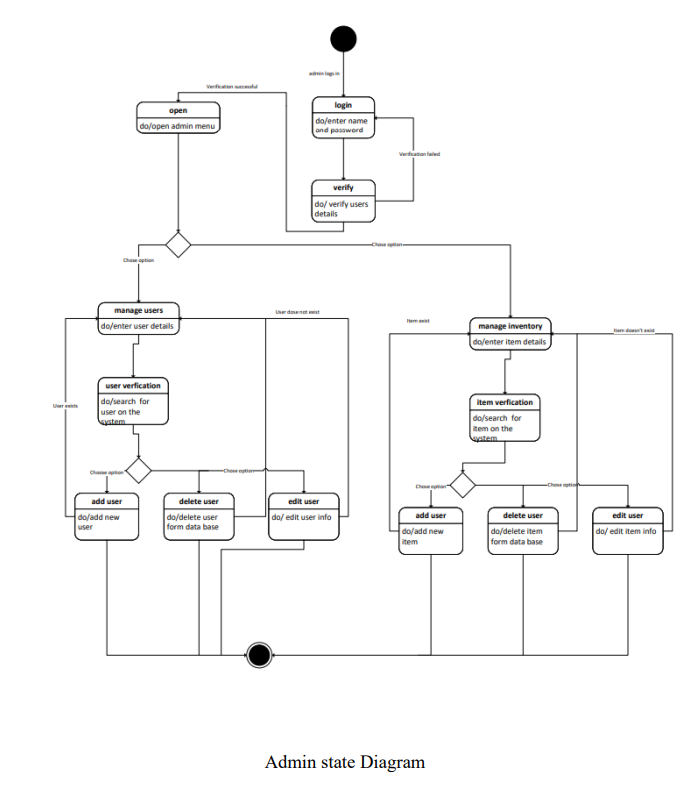 admin logs in
Verification successful
open
do/open admin menu
login
do/enter name
and password
Verification failed
verify
do/ verify users
details
Chose option
Chose option
manage users
do/enter user details
User dose not exist
Item exist
manage inventory
do/enter item details
Item doesn't exist
user verfication
do/search for
user on the
system
User exists
item verfication
do/search for
item on the
system
Choose option
Chose option
Chose option
Chose option
add user
do/add new
user
delete user
do/delete user
form data base
edit user
do/ edit user info
add user
do/add new
item
delete user
do/delete item
form data base
edit user
do/ edit item info
Admin state Diagram